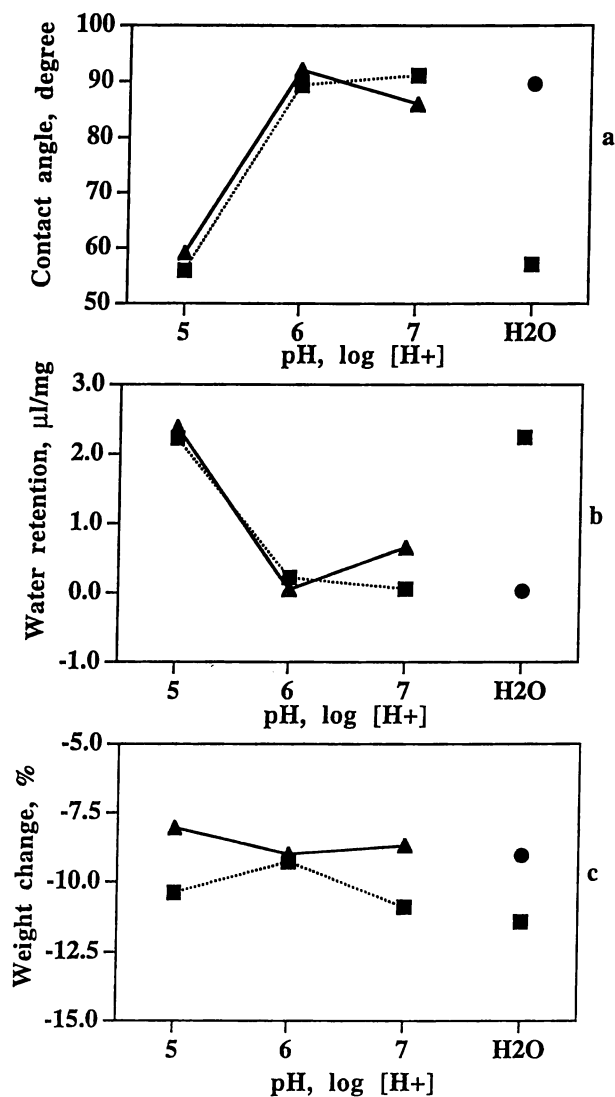 Contact angle, degree
100
90
80
70
60
50
5 6 7 H2O
pH, log [H+]
a
Water retention, µl/mg
3.0
2.0
1.0
0.0
-1.0
5 6 7 H2O
pH, log [H+]
b
Weight change, %
-5.0
-7.5
-10.0
-12.5
-15.0
5 6 7 H2O
pH, log [H+]
c